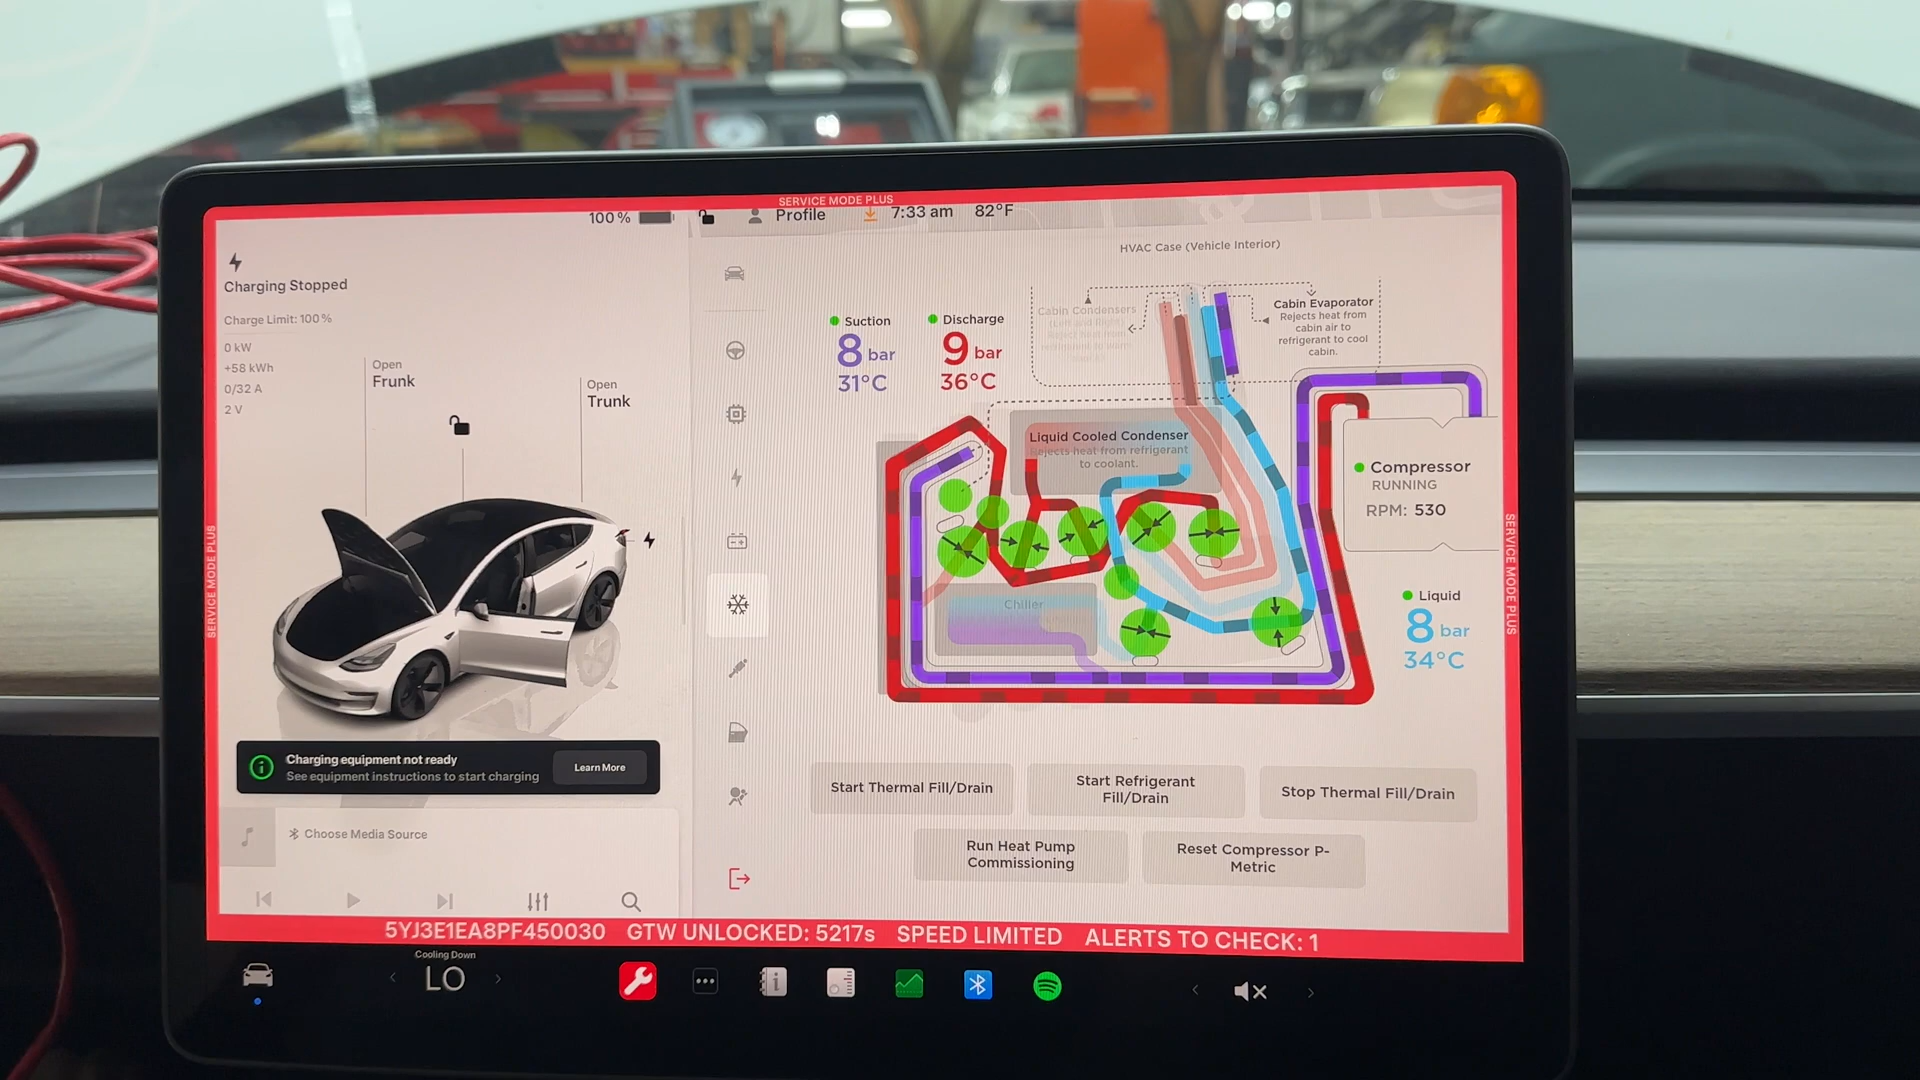 SERVICE MODE PLUS
100 %
Profile
7:33 am
82°F
Charging Stopped
Charge Limit: 100 %
0 kW
+58 kWh
0/32 A
2 V
Open
Frunk
Open
Trunk
Charging equipment not ready
See equipment instructions to start charging
Learn More
Choose Media Source
HVAC Case (Vehicle Interior)
Suction
8 bar
31°C
Discharge
9 bar
36°C
Cabin Condensers
Cabin Evaporator
Rejects heat from
cabin air to
refrigerant to cool
cabin.
Liquid Cooled Condenser
Rejects heat from refrigerant
to coolant.
Chiller
Compressor
RUNNING
RPM: 530
Liquid
8 bar
34°C
Start Thermal Fill/Drain
Start Refrigerant
Fill/Drain
Stop Thermal Fill/Drain
Run Heat Pump
Commissioning
Reset Compressor P-
Metric
SERVICE MODE PLUS
SERVICE MODE PLUS
5YJ3E1EA8PF450030 GTW UNLOCKED: 5217s SPEED LIMITED ALERTS TO CHECK: 1
Cooling Down
LO